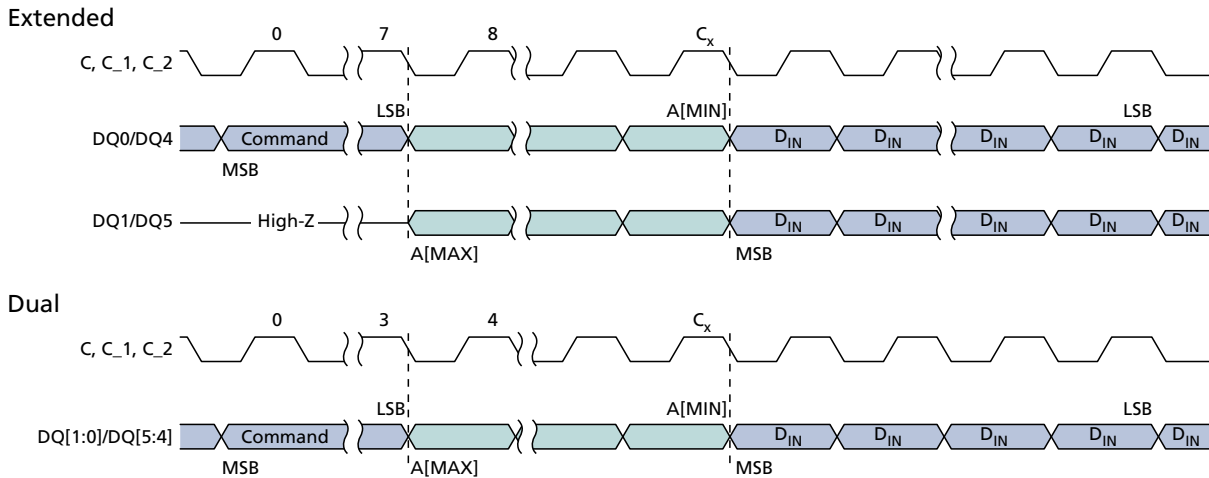 Extended
0 7 8 Cx
C, C_1, C_2
LSB A[MIN] LSB
DQ0/DQ4 Command DIN DIN DIN DIN DIN
MSB
DQ1/DQ5 High-Z DIN DIN DIN DIN DIN
A[MAX] MSB
Dual
0 3 4 Cx
C, C_1, C_2
LSB A[MIN] LSB
DQ[1:0]/DQ[5:4] Command DIN DIN DIN DIN DIN
MSB A[MAX] MSB